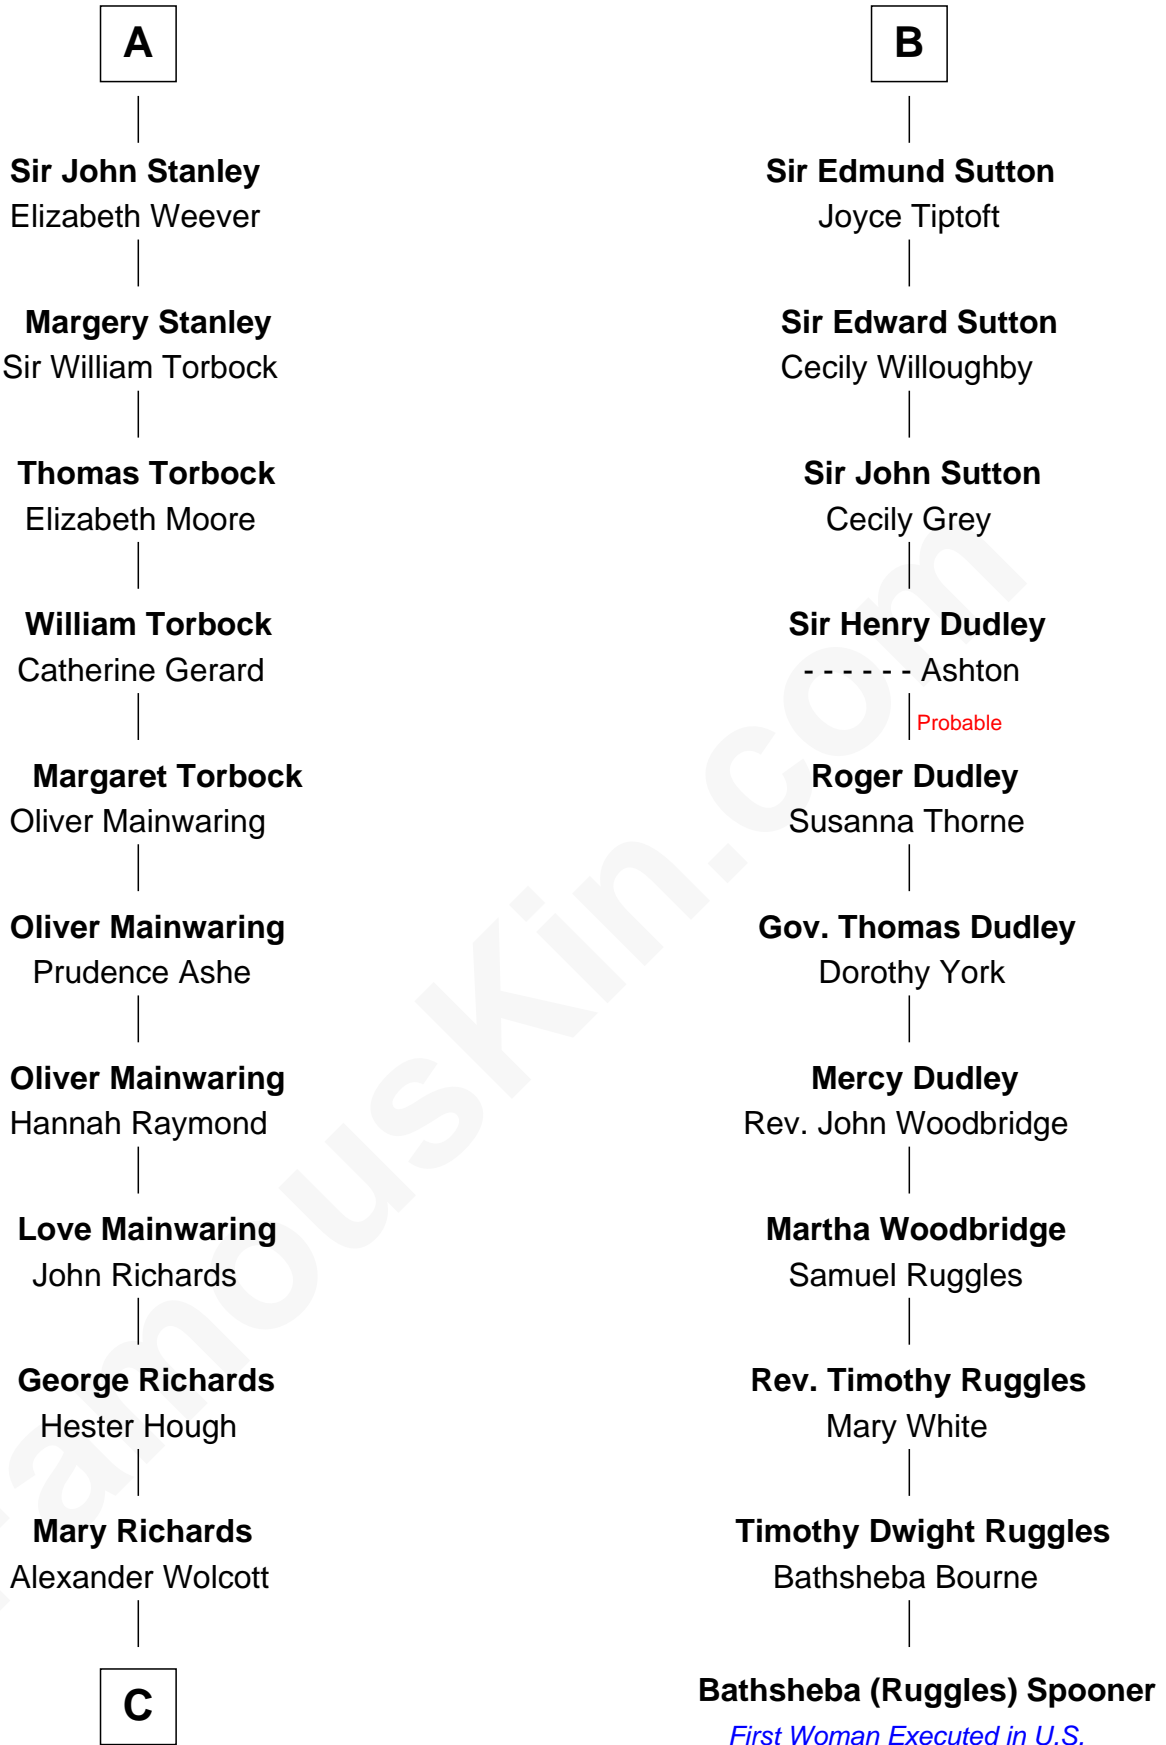 A
Sir John Stanley
Elizabeth Weever
Margery Stanley
Sir William Torbock
Thomas Torbock
Elizabeth Moore
William Torbock
Catherine Gerard
Margaret Torbock
Oliver Mainwaring
Oliver Mainwaring
Prudence Ashe
Oliver Mainwaring
Hannah Raymond
Love Mainwaring
John Richards
George Richards
Hester Hough
Mary Richards
Alexander Wolcott
C
B
Sir Edmund Sutton
Joyce Tiptoft
Sir Edward Sutton
Cecily Willoughby
Sir John Sutton
Cecily Grey
Sir Henry Dudley
- - - - - - Ashton
Probable
Roger Dudley
Susanna Thorne
Gov. Thomas Dudley
Dorothy York
Mercy Dudley
Rev. John Woodbridge
Martha Woodbridge
Samuel Ruggles
Rev. Timothy Ruggles
Mary White
Timothy Dwight Ruggles
Bathsheba Bourne
Bathsheba (Ruggles) Spooner
First Woman Executed in U.S.
FamousKin.com